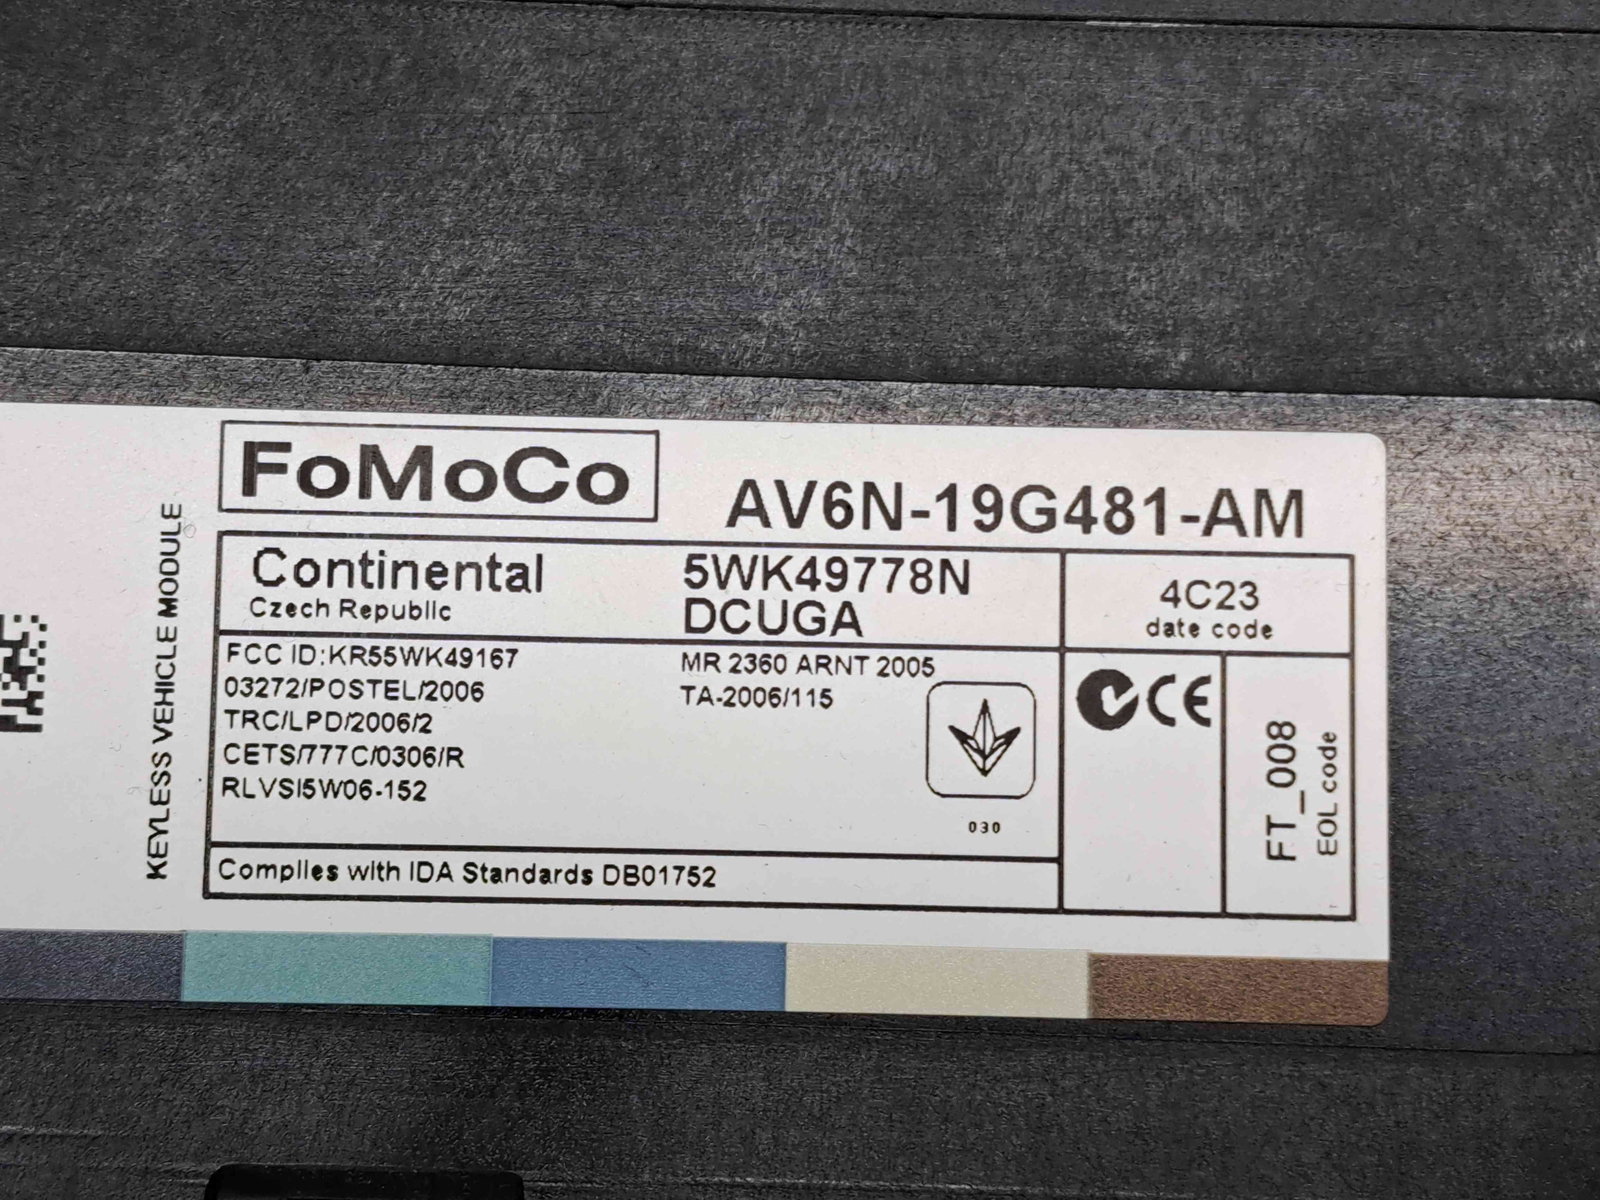 FoMoCo
AV6N-19G481-AM
KEYLESS VEHICLE MODULE
Continental
Czech Republic
5WK49778N
DCUGA
4C23
date code
FCC ID:KR55WK49167
03272/POSTEL/2006
TRC/LPD/2006/2
CETS/777C/0306/R
RLVSI5W06-152
MR 2360 ARNT 2005
TA-2006/115
030
CE
FT_008
EOL code
Complies with IDA Standards DB01752